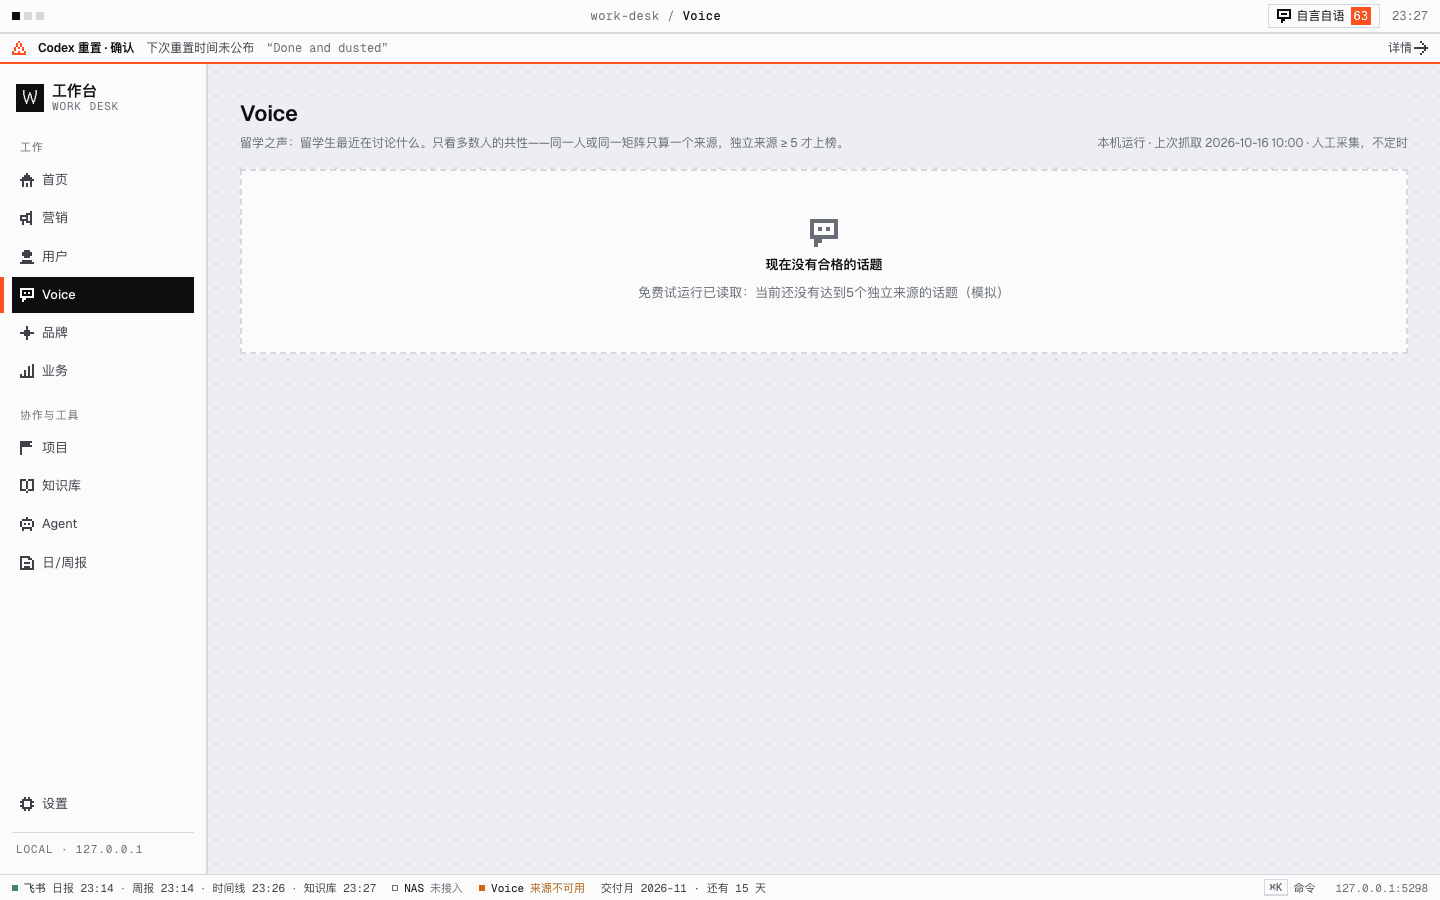 work-desk / Voice
自言自语 63
23:27
Codex 重置 · 确认 下次重置时间未公布 “Done and dusted”
详情
W 工作台
WORK DESK
工作
首页
营销
用户
Voice
品牌
业务
协作与工具
项目
知识库
Agent
日/周报
设置
LOCAL · 127.0.0.1
Voice
留学之声：留学生最近在讨论什么。只看多数人的共性——同一人或同一矩阵只算一个来源，独立来源 ≥ 5 才上榜。
本机运行 · 上次抓取 2026-10-16 10:00 · 人工采集，不定时
现在没有合格的话题
免费试运行已读取：当前还没有达到5个独立来源的话题（模拟）
飞书 日报 23:14 · 周报 23:14 · 时间线 23:26 · 知识库 23:27
NAS 未接入
Voice 来源不可用
交付月 2026-11 · 还有 15 天
⌘K 命令
127.0.0.1:5298